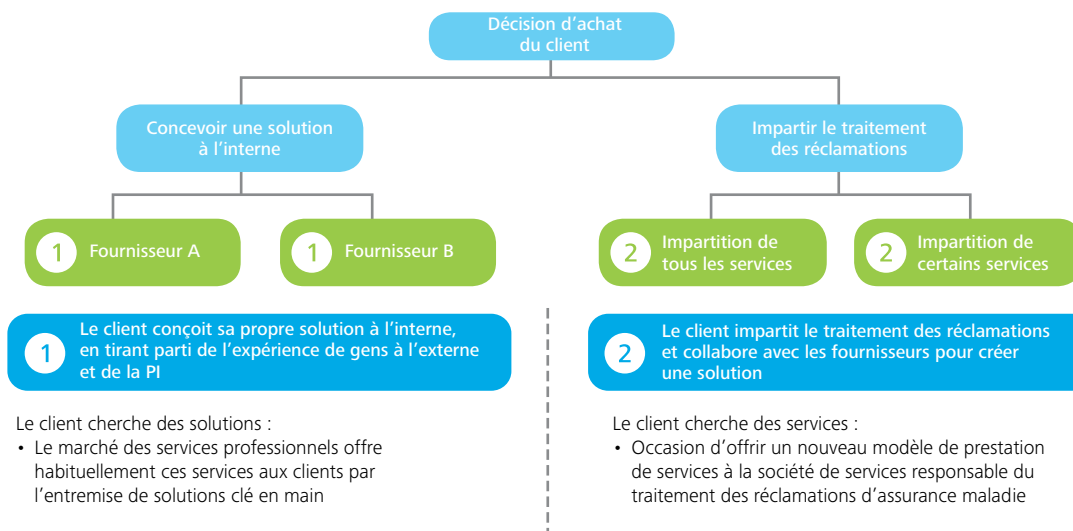 Décision d'achat
du client
Concevoir une solution
à l'interne
Impartir le traitement
des réclamations
1 Fournisseur A
1 Fournisseur B
2 Impartition de
tous les services
2 Impartition de
certains services
1 Le client conçoit sa propre solution à l'interne,
en tirant parti de l'expérience de gens à l'externe
et de la PI
2 Le client impartit le traitement des réclamations
et collabore avec les fournisseurs pour créer
une solution
Le client cherche des solutions :
• Le marché des services professionnels offre
habituellement ces services aux clients par
l'entremise de solutions clé en main
Le client cherche des services :
• Occasion d'offrir un nouveau modèle de prestation
de services à la société de services responsable du
traitement des réclamations d'assurance maladie